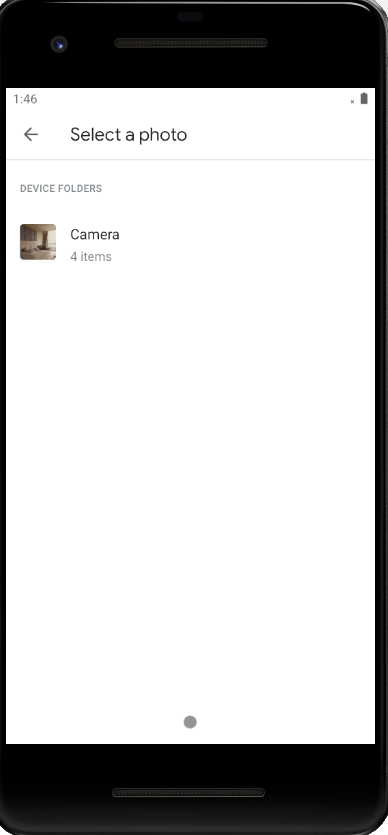 1:46
Select a photo
DEVICE FOLDERS
Camera
4 items